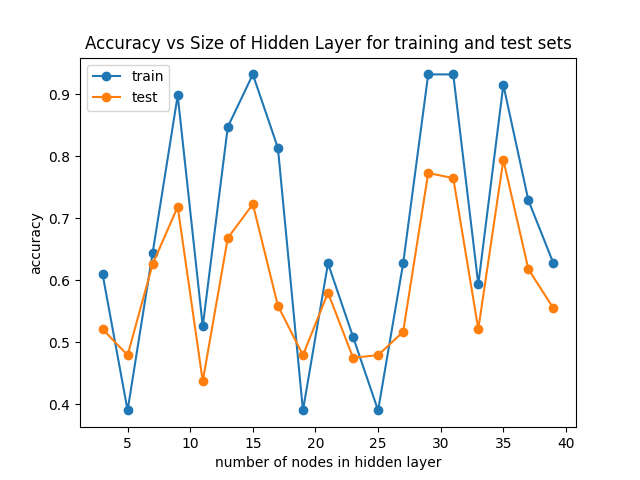 Accuracy vs Size of Hidden Layer for training and test sets
train
test
accuracy
0.9
0.8
0.7
0.6
0.5
0.4
5 10 15 20 25 30 35 40
number of nodes in hidden layer